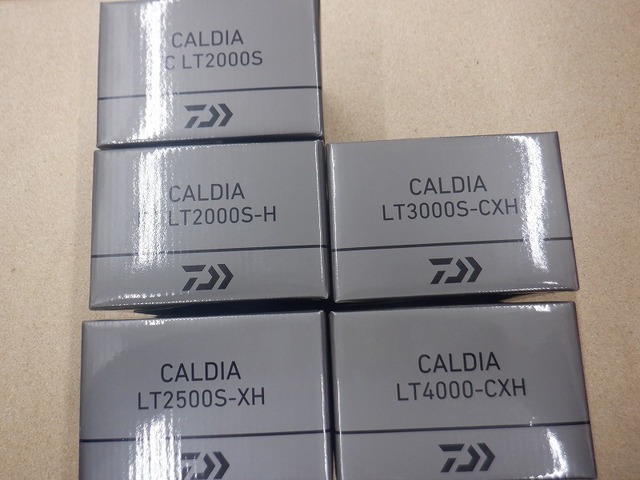 CALDIA
C LT2000S
CALDIA
LT2000S-H
CALDIA
LT3000S-CXH
CALDIA
LT2500S-XH
CALDIA
LT4000-CXH